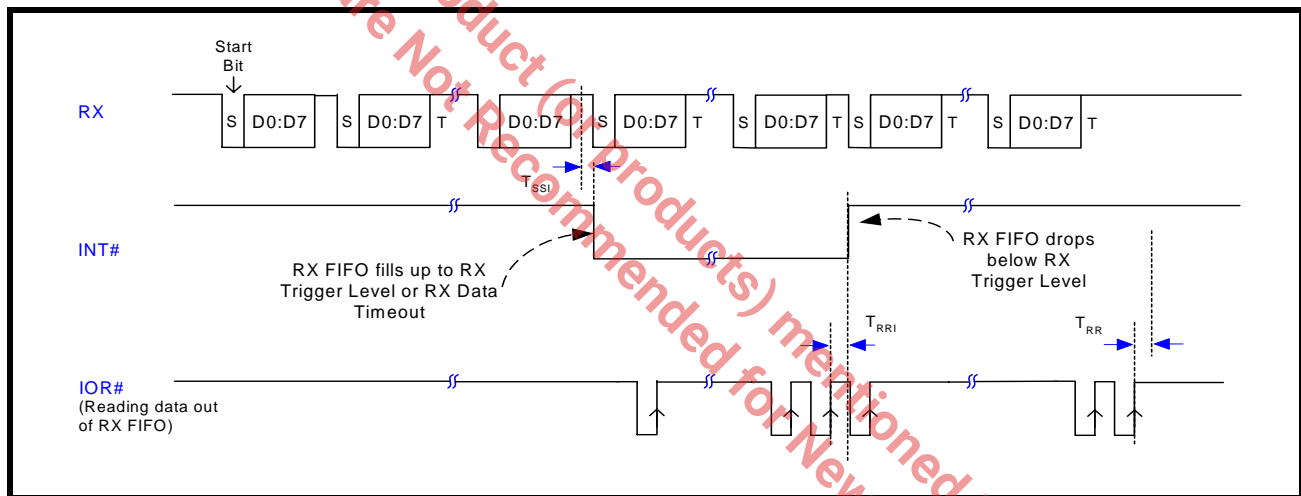 Start
Bit
RX
S D0:D7 S D0:D7 T D0:D7 S D0:D7 T S D0:D7 T S D0:D7 T S D0:D7 T
TSSI
INT#
RX FIFO fills up to RX
Trigger Level or RX Data
Timeout
RX FIFO drops
below RX
Trigger Level
TRRI
TRR
IOR#
(Reading data out
of RX FIFO)
product (or products) mentioned
are Not Recommended for New